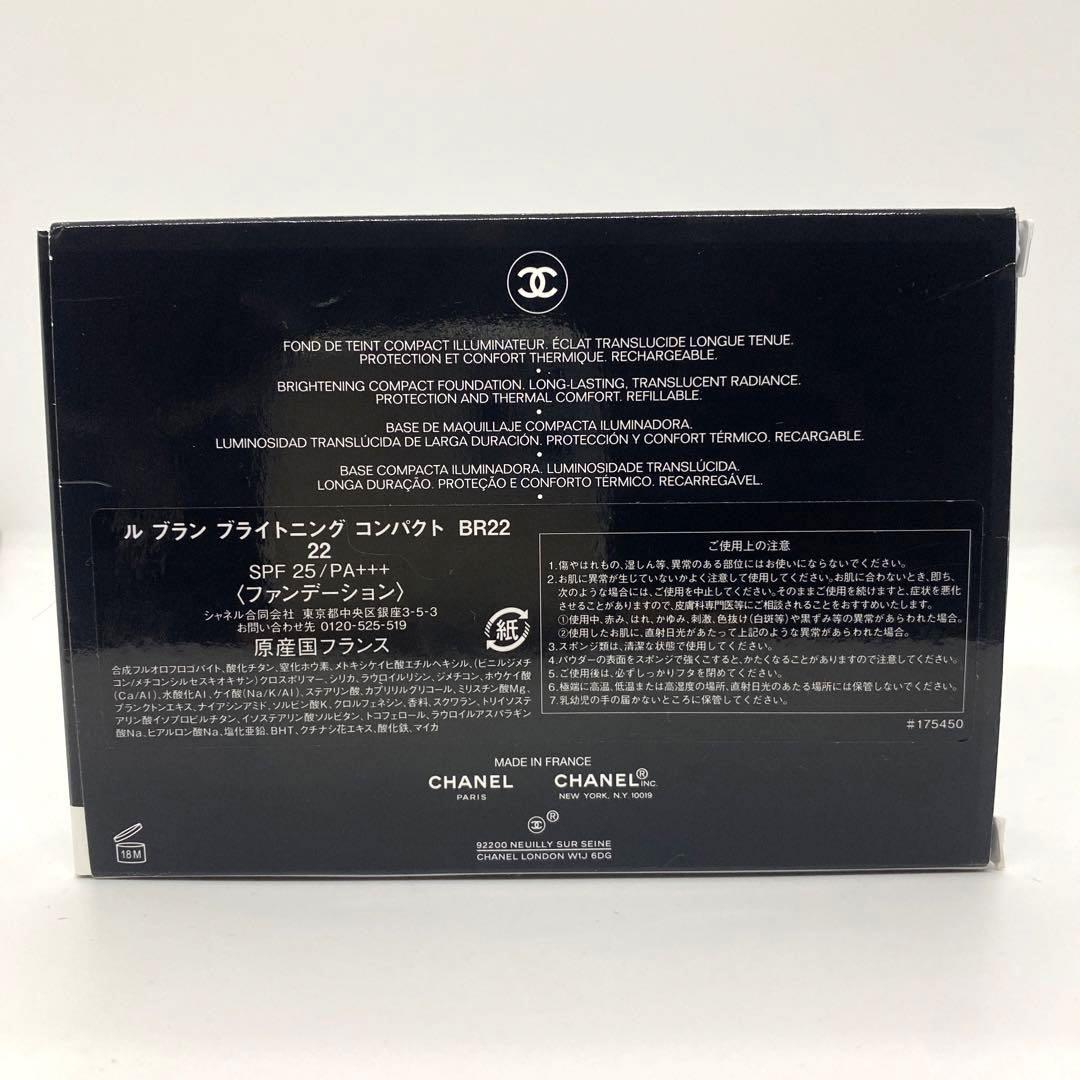 FOND DE TEINT COMPACT ILLUMINATEUR. ÉCLAT TRANSLUCIDE LONGUE TENUE.
PROTECTION ET CONFORT THERMIQUE. RECHARGEABLE.
BRIGHTENING COMPACT FOUNDATION. LONG-LASTING, TRANSLUCENT RADIANCE.
PROTECTION AND THERMAL COMFORT. REFILLABLE.
BASE DE MAQUILLAJE COMPACTA ILUMINADORA.
LUMINOSIDAD TRANSLÚCIDA DE LARGA DURACIÓN. PROTECCIÓN Y CONFORT TÉRMICO. RECARGABLE.
BASE COMPACTA ILUMINADORA. LUMINOSIDADE TRANSLÚCIDA.
LONGA DURAÇÃO. PROTEÇÃO E CONFORTO TÉRMICO. RECARREGÁVEL.
ル ブラン ブライトニング コンパクト BR22
22
SPF 25/PA+++
〈ファンデーション〉
シャネル合同会社 東京都中央区銀座3-5-3
お問い合わせ先 0120-525-519
原産国フランス
紙
合成フルオロフロゴパイト、酸化チタン、窒化ホウ素、メトキシケイヒ酸エチルヘキシル、(ビニルジメチ
コン/メチコンシルセスキオキサン)クロスポリマー、シリカ、ラウロイルリシン、ジメチコン、ホウケイ酸
(Ca/Al)、水酸化Al、ケイ酸(Na/K/Al)、ステアリン酸、カプリリルグリコール、ミリスチン酸Mg、
プランクトンエキス、ナイアシンアミド、ソルビン酸K、クロルフェネシン、香料、スクワラン、トリイソステ
アリン酸イソプロピルチタン、イソステアリン酸ソルビタン、トコフェロール、ラウロイルアスパラギン
酸Na、ヒアルロン酸Na、塩化亜鉛、BHT、クチナシ花エキス、酸化鉄、マイカ
ご使用上の注意
1.傷やはれもの、湿しん等、異常のある部位にはお使いにならないでください。
2.お肌に異常が生じていないかよく注意して使用してください。お肌に合わないとき、即ち、
次のような場合には、ご使用を中止してください。そのままご使用を続けますと、症状を悪化
させることがありますので、皮膚科専門医等にご相談されることをおすすめいたします。
①使用中、赤み、はれ、かゆみ、刺激、色抜け(白斑等)や黒ずみ等の異常があらわれた場合。
②使用したお肌に、直射日光があたって上記のような異常があらわれた場合。
3.スポンジ類は、清潔な状態で使用してください。
4.パウダーの表面をスポンジで強くこすると、かたくなることがありますので注意してください。
5.ご使用後は、必ずしっかりフタを閉めてください。
6.極端に高温、低温または高湿度の場所、直射日光のあたる場所には保管しないでください。
7.乳幼児の手の届かないところに保管してください。
#175450
MADE IN FRANCE
CHANEL CHANEL® INC.
PARIS NEW YORK, N.Y. 10019
®
92200 NEUILLY SUR SEINE
CHANEL LONDON W1J 6DG
18M